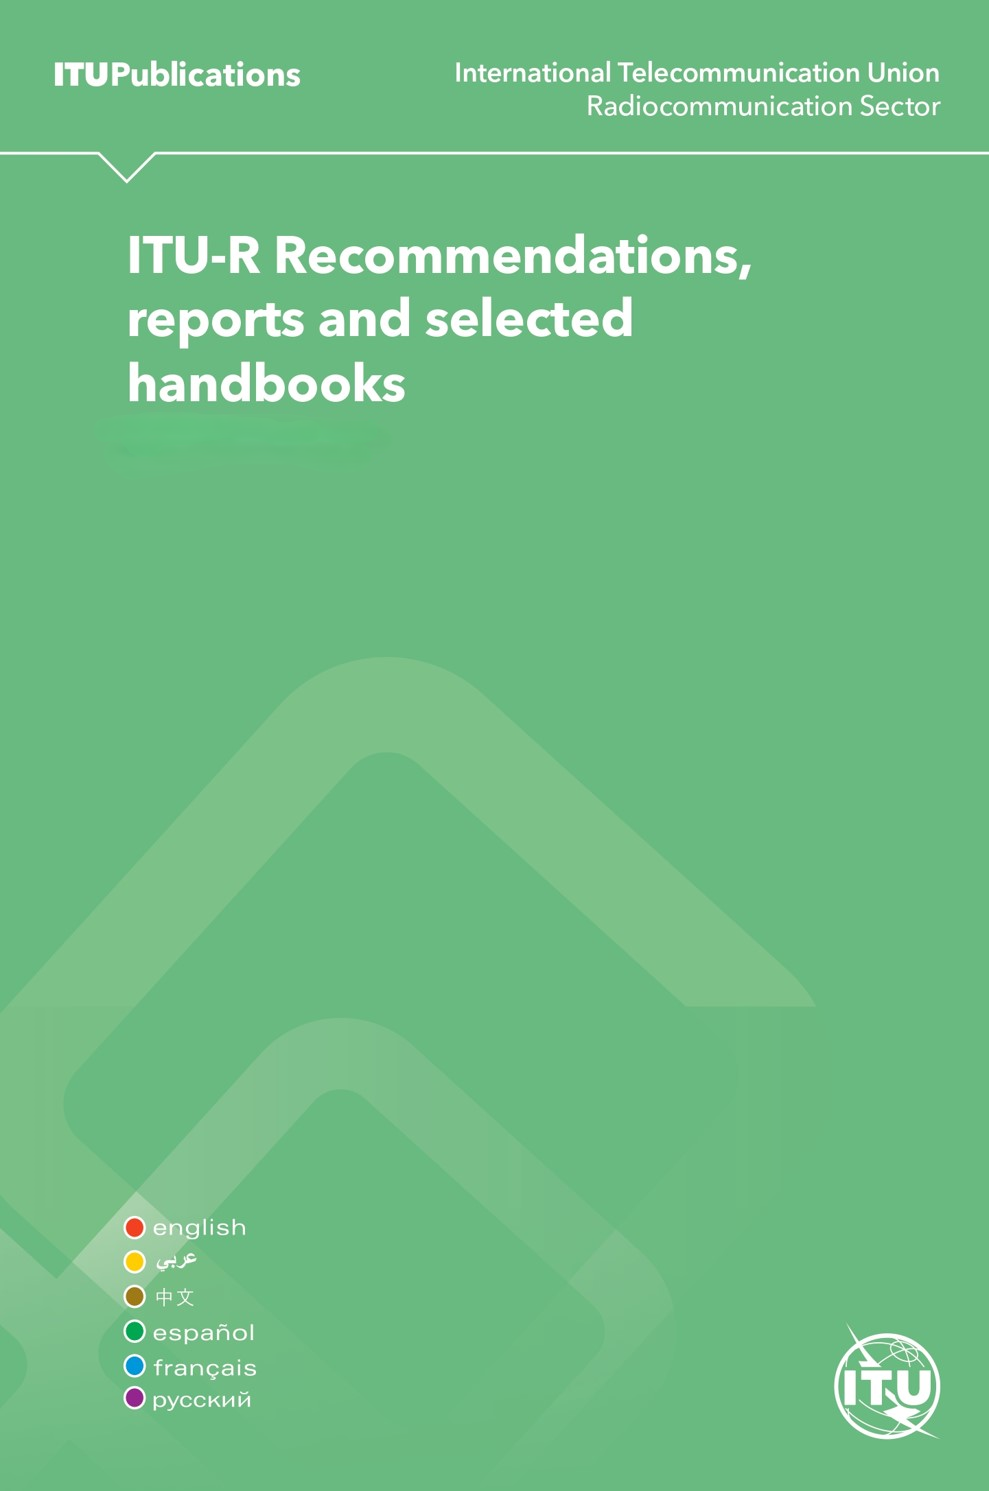 ITUPublications
International Telecommunication Union
Radiocommunication Sector
ITU-R Recommendations,
reports and selected
handbooks
english
عربي
中文
español
français
русский
ITU